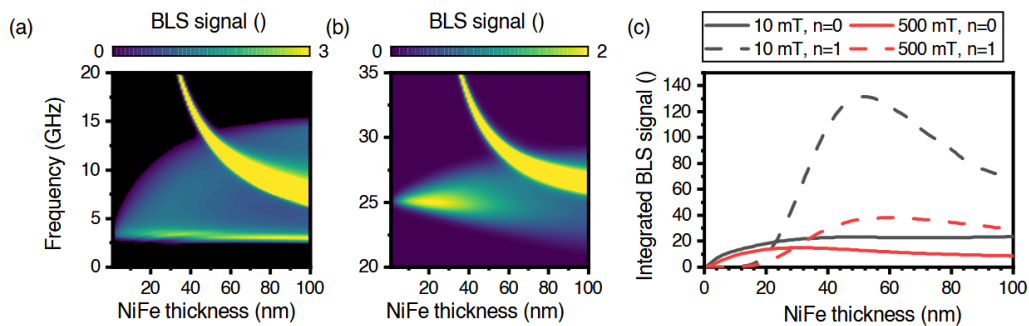 (a)
BLS signal ()
0
3
Frequency (GHz)
20
15
10
5
0
20 40 60 80 100
NiFe thickness (nm)
(b)
BLS signal ()
0
2
35
30
25
20
20 40 60 80 100
NiFe thickness (nm)
(c)
10 mT, n=0
500 mT, n=0
10 mT, n=1
500 mT, n=1
Integrated BLS signal ()
140
120
100
80
60
40
20
0
0 20 40 60 80 100
NiFe thickness (nm)